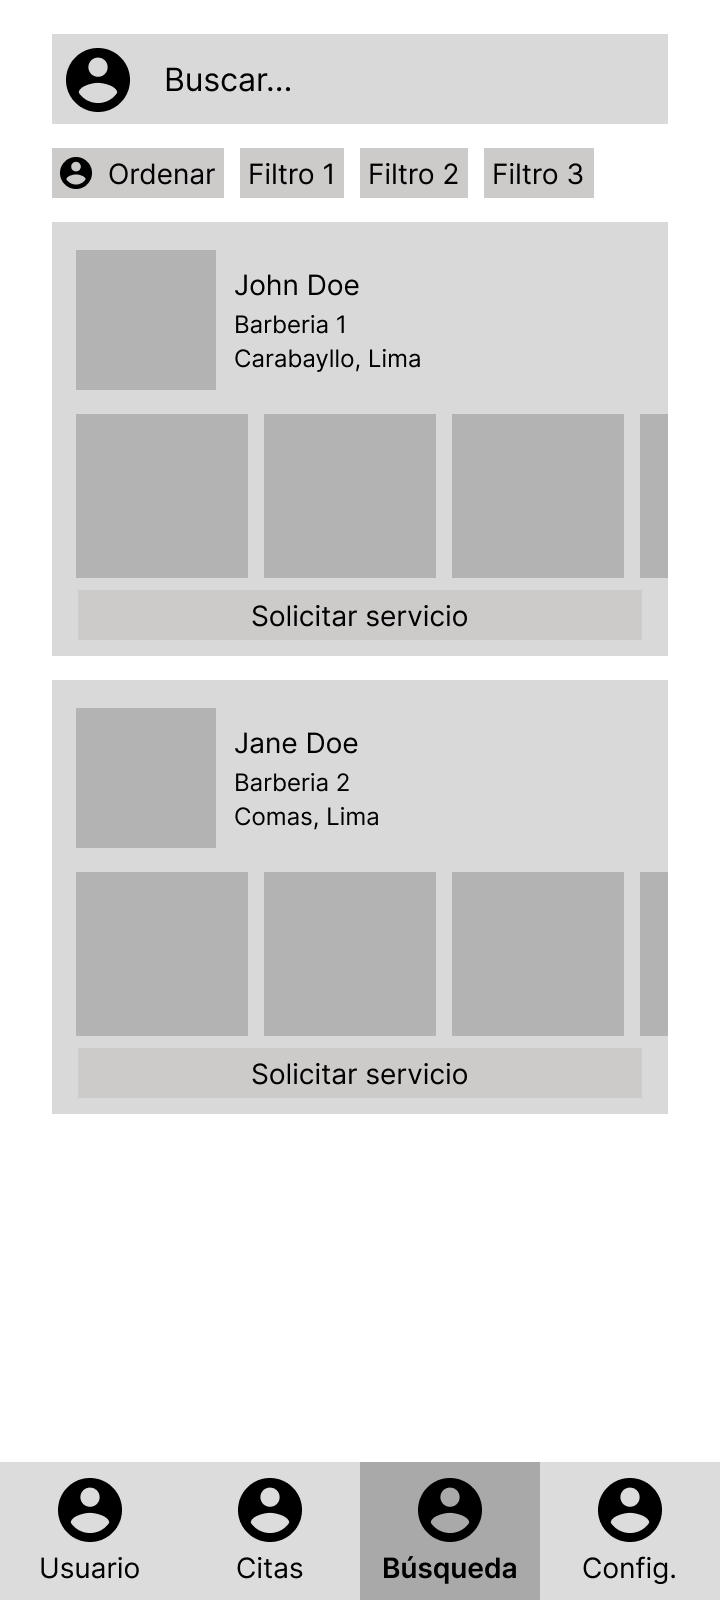 Buscar...
Ordenar
Filtro 1
Filtro 2
Filtro 3
John Doe
Barberia 1
Carabayllo, Lima
Solicitar servicio
Jane Doe
Barberia 2
Comas, Lima
Solicitar servicio
Usuario
Citas
Búsqueda
Config.